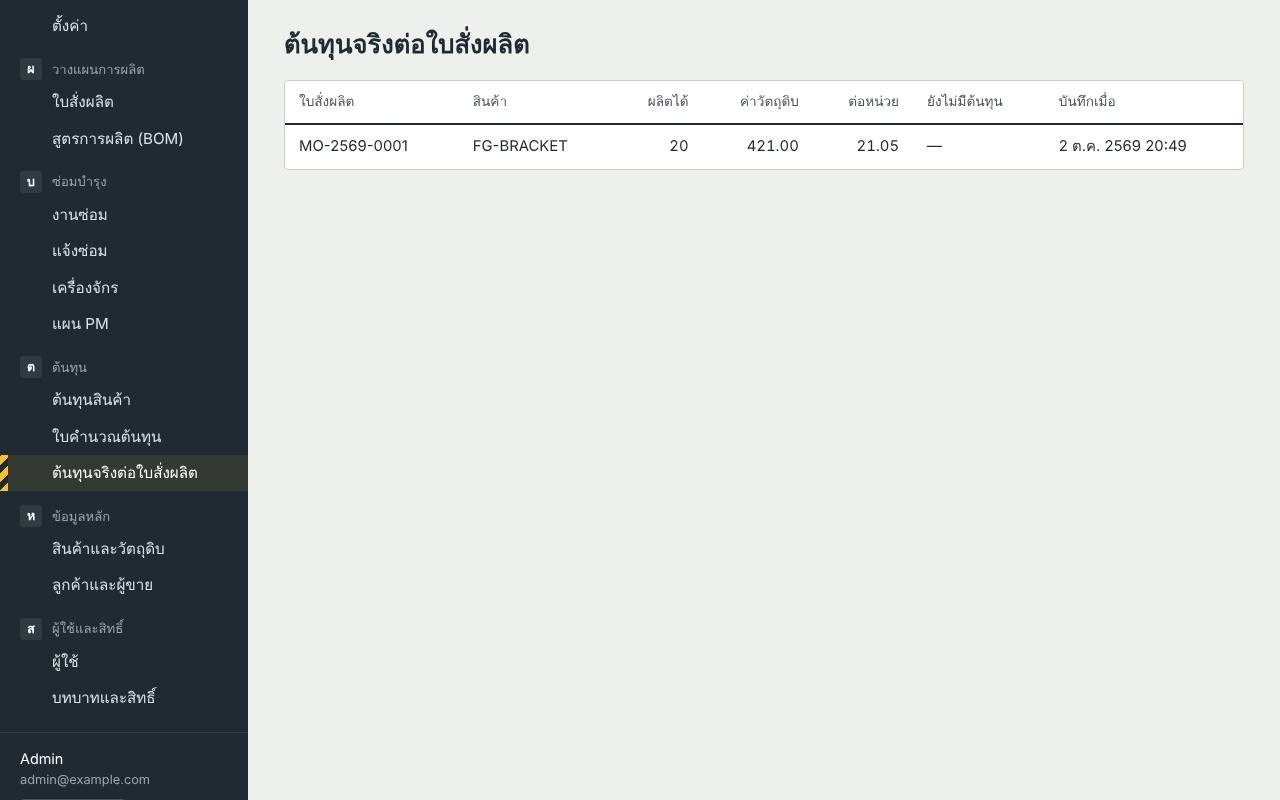 ตั้งค่า
ผ วางแผนการผลิต
ใบสั่งผลิต
สูตรการผลิต (BOM)
บ ซ่อมบำรุง
งานซ่อม
แจ้งซ่อม
เครื่องจักร
แผน PM
ต ต้นทุน
ต้นทุนสินค้า
ใบคำนวณต้นทุน
ต้นทุนจริงต่อใบสั่งผลิต
ห ข้อมูลหลัก
สินค้าและวัตถุดิบ
ลูกค้าและผู้ขาย
ส ผู้ใช้และสิทธิ์
ผู้ใช้
บทบาทและสิทธิ์
Admin
admin@example.com
ต้นทุนจริงต่อใบสั่งผลิต
ใบสั่งผลิต สินค้า ผลิตได้ ค่าวัตถุดิบ ต่อหน่วย ยังไม่มีต้นทุน บันทึกเมื่อ
MO-2569-0001 FG-BRACKET 20 421.00 21.05 — 2 ต.ค. 2569 20:49